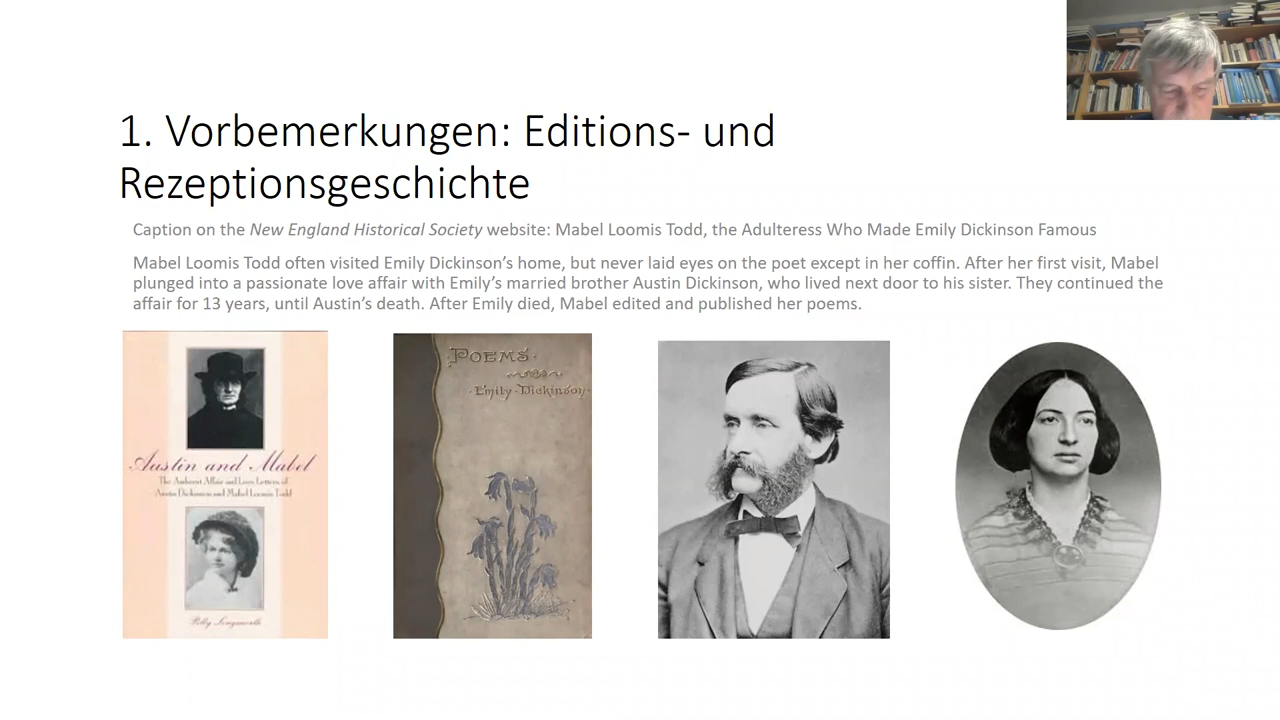 1. Vorbemerkungen: Editions- und
Rezeptionsgeschichte
Caption on the New England Historical Society website: Mabel Loomis Todd, the Adulteress Who Made Emily Dickinson Famous
Mabel Loomis Todd often visited Emily Dickinson’s home, but never laid eyes on the poet except in her coffin. After her first visit, Mabel
plunged into a passionate love affair with Emily’s married brother Austin Dickinson, who lived next door to his sister. They continued the
affair for 13 years, until Austin’s death. After Emily died, Mabel edited and published her poems.
Austin and Mabel
The Amherst Affair and Love Letters of
Austin Dickinson and Mabel Loomis Todd
Polly Longsworth
POEMS
Emily Dickinson